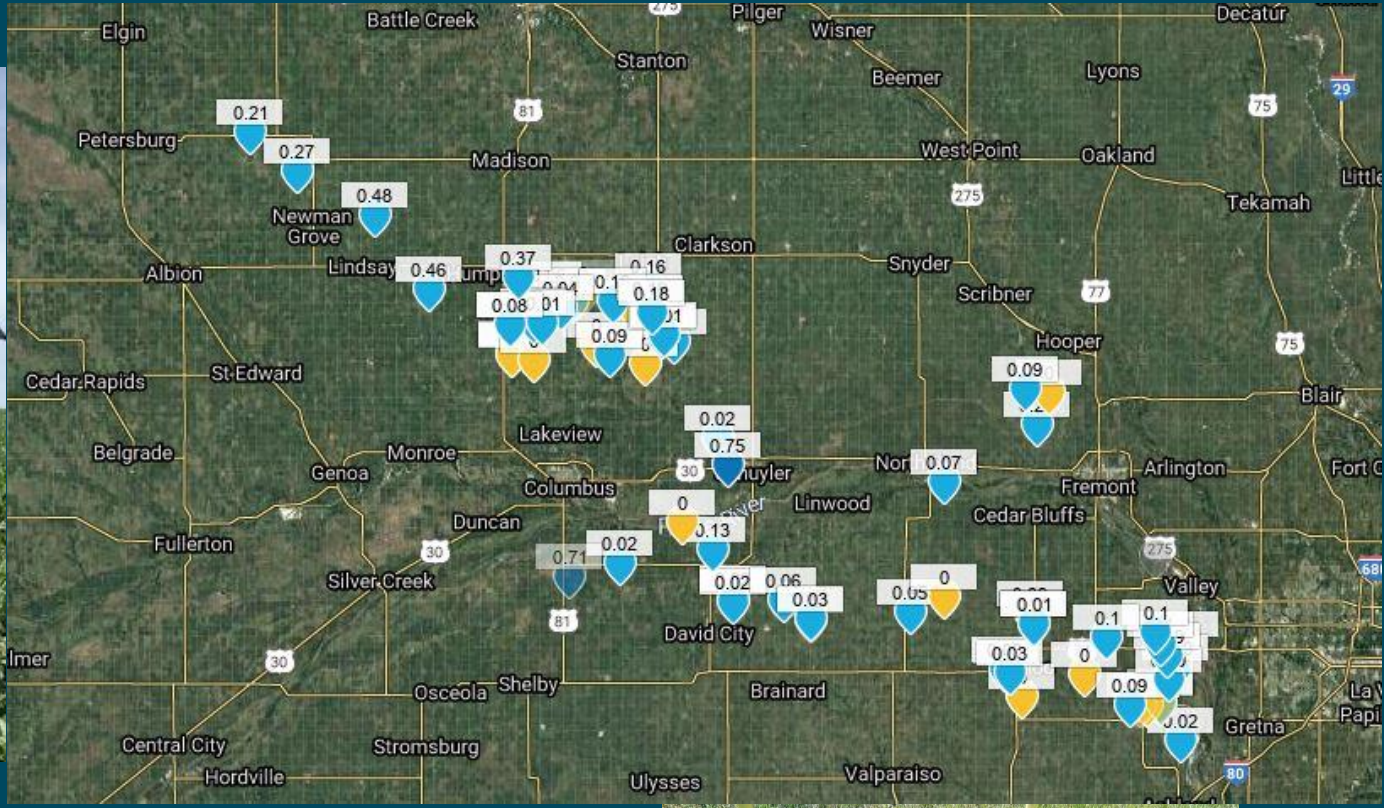 275
Pilger
Decatur
Battle Creek
Elgin
Wisner
Stanton
Beemer
Lyons
29
81
75
0.21
Petersburg
0.27
Madison
West Point
Oakland
0.48
275
Tekamah
Newman
Grove
Clarkson
0.37
0.16
Albion
Lindsay
0.46
Snyder
0.04
0.18
Scribner
77
0.08
0.09
Hooper
75
St Edward
0.09
Cedar Rapids
Blair
0.02
Lakeview
0.75
Belgrade
Monroe
Genoa
30
0.07
Arlington
Columbus
Fremont
0
Linwood
River
Cedar Bluffs
Duncan
0.13
Fullerton
30
0.02
0.71
275
680
Silver Creek
0.02
0.06
0.03
0.05
0
Valley
0.01
81
0.1
0.1
David City
30
0.03
0
Osceola
Shelby
Brainard
0.09
0.02
Gretna
Central City
Stromsburg
Hordville
Ulysses
Valparaiso
80